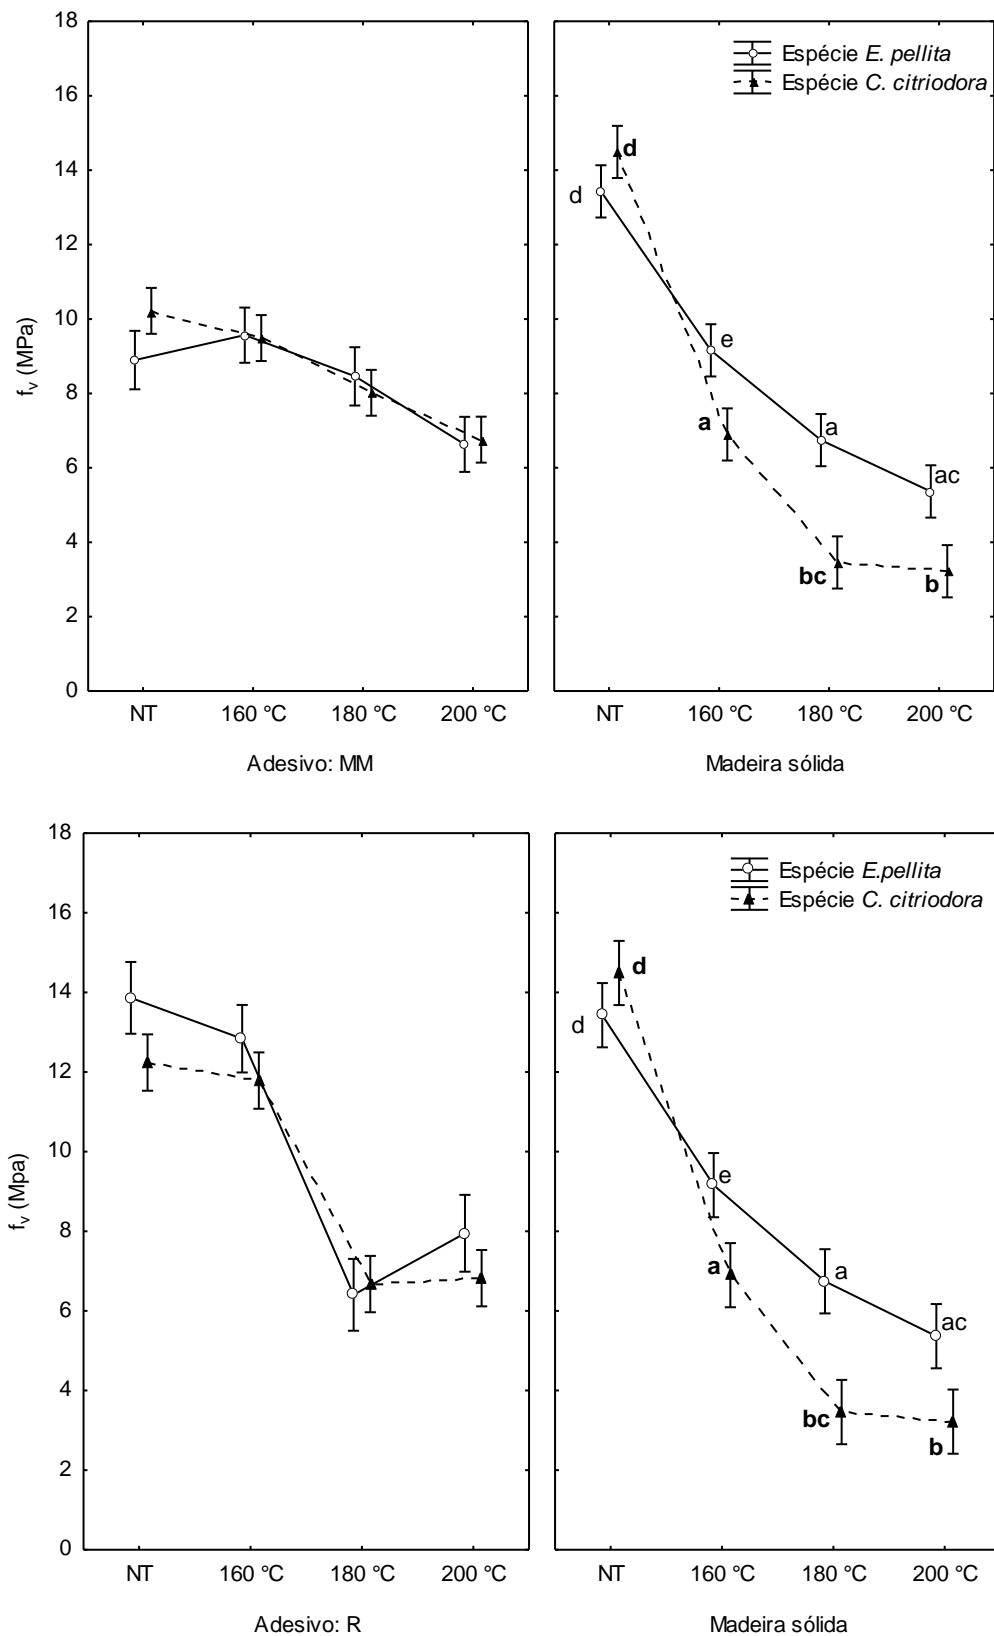 18
16
14
12
10
8
6
4
2
0
f_v (MPa)
NT 160 °C 180 °C 200 °C
Adesivo: MM
Espécie E. pellita
Espécie C. citriodora
d
d
e
a
a
ac
bc
b
NT 160 °C 180 °C 200 °C
Madeira sólida
18
16
14
12
10
8
6
4
2
0
f_v (Mpa)
NT 160 °C 180 °C 200 °C
Adesivo: R
Espécie E.pellita
Espécie C. citriodora
d
d
e
a
a
ac
bc
b
NT 160 °C 180 °C 200 °C
Madeira sólida